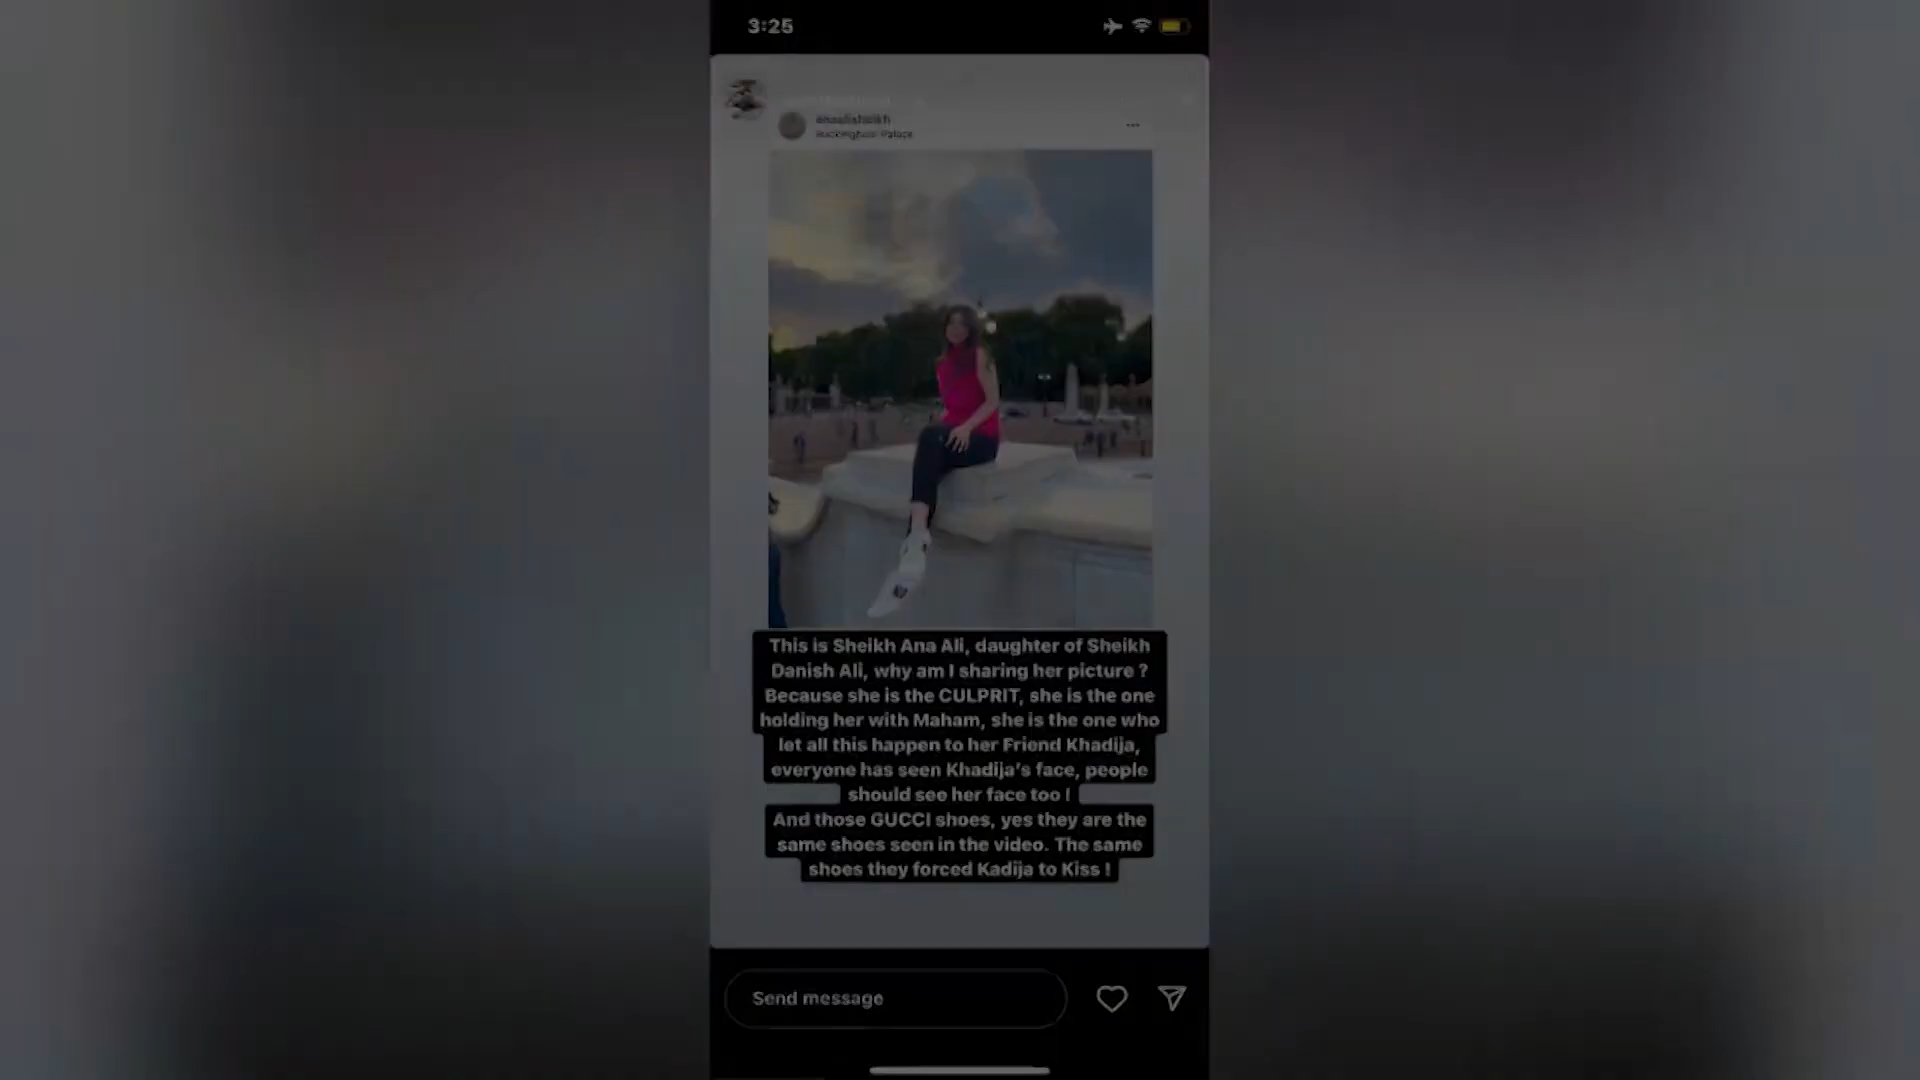 3:25
anaalisheikh
Buckingham Palace
This is Sheikh Ana Ali, daughter of Sheikh
Danish Ali, why am I sharing her picture ?
Because she is the CULPRIT, she is the one
holding her with Maham, she is the one who
let all this happen to her Friend Khadija,
everyone has seen Khadija's face, people
should see her face too !
And those GUCCI shoes, yes they are the
same shoes seen in the video. The same
shoes they forced Kadija to Kiss !
Send message